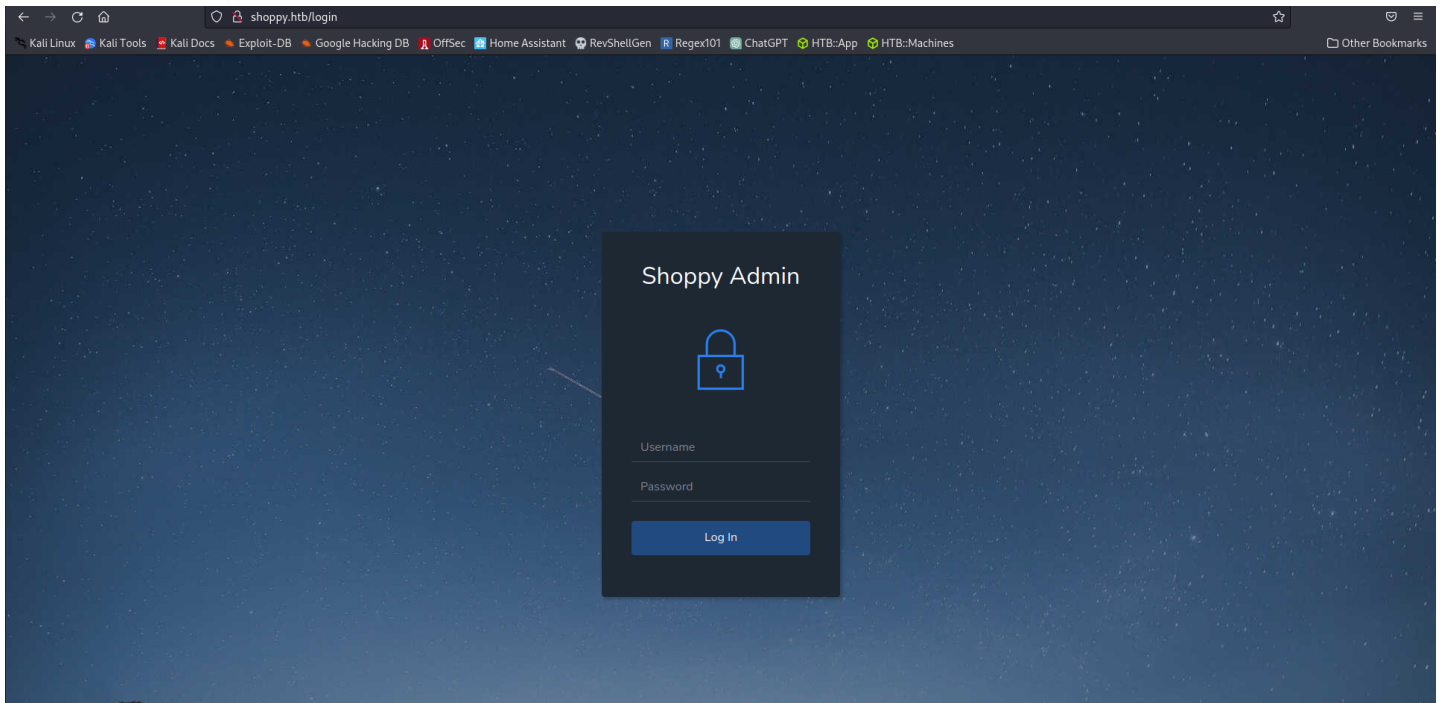 shoppy.htb/login
Kali Linux Kali Tools Kali Docs Exploit-DB Google Hacking DB OffSec Home Assistant RevShellGen Regex101 ChatGPT HTB::App HTB::Machines Other Bookmarks
Shoppy Admin
Username
Password
Log In